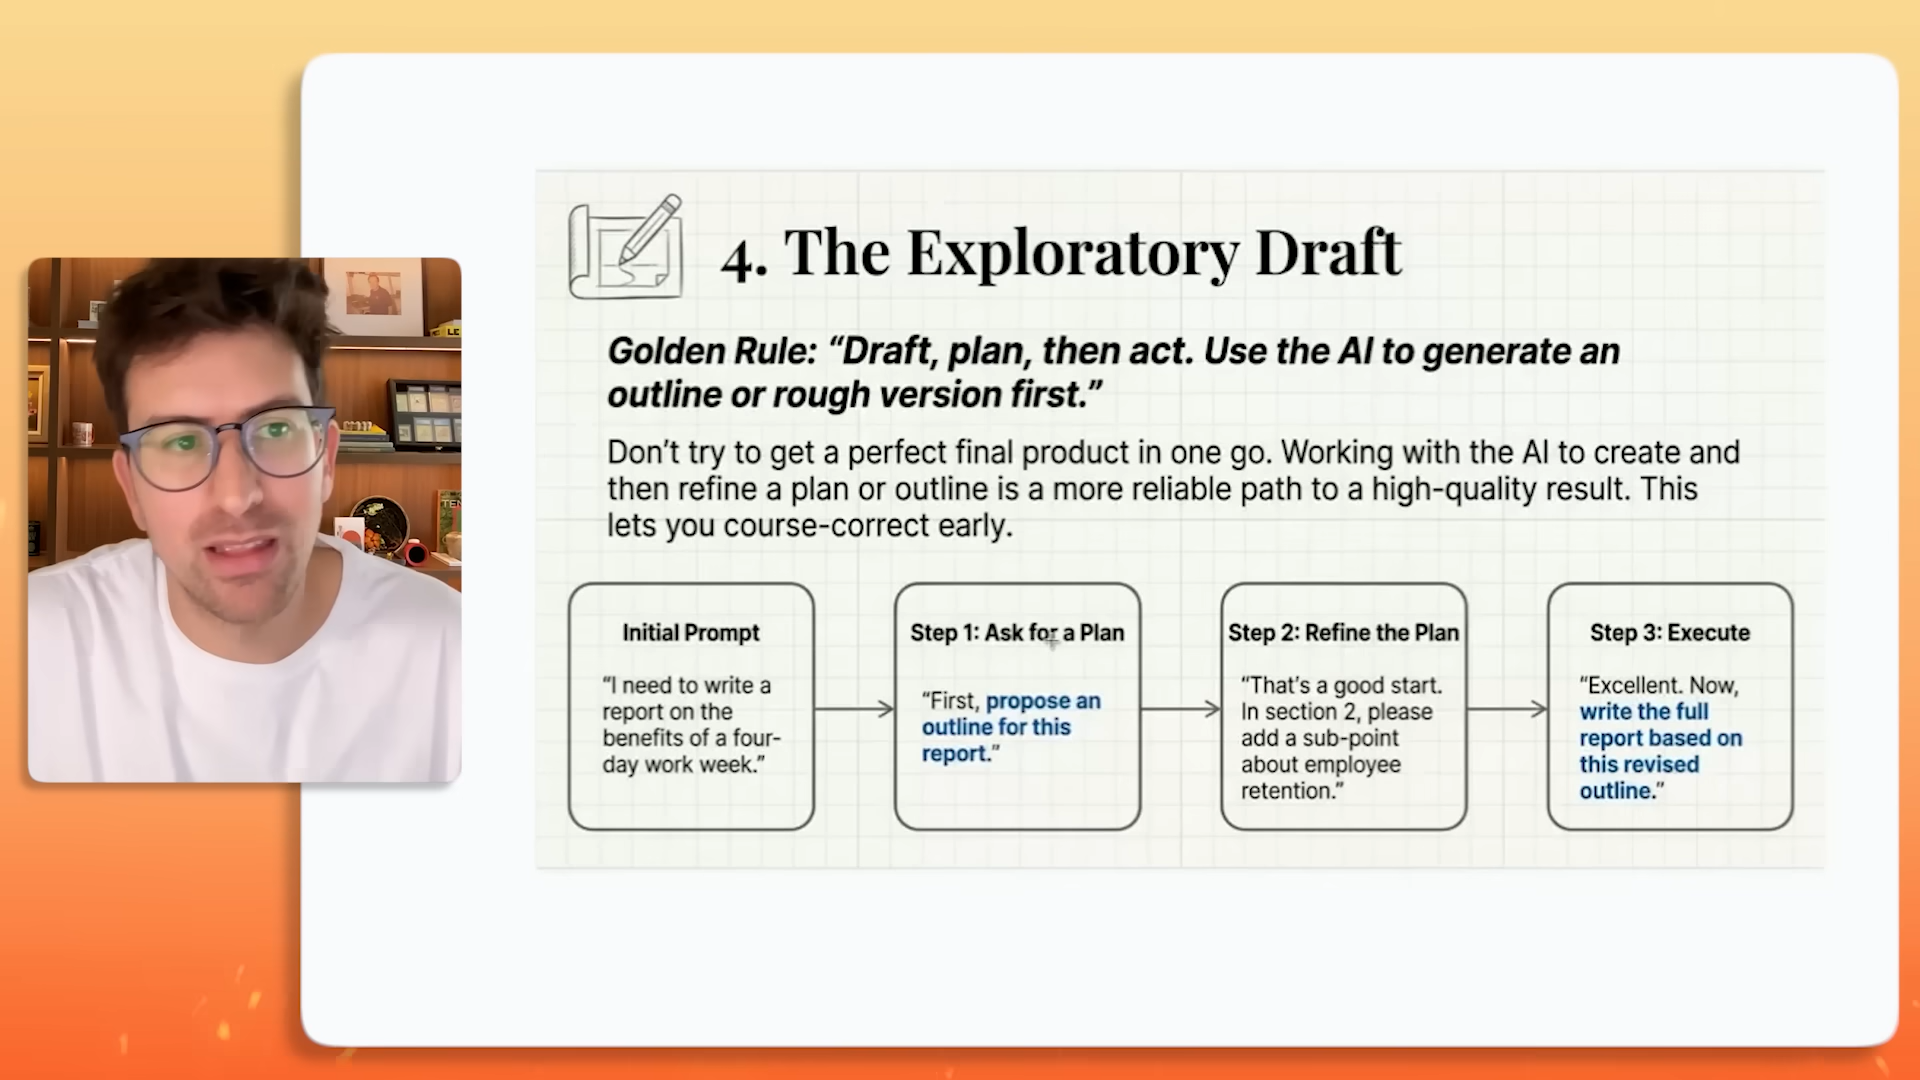 4. The Exploratory Draft
Golden Rule: “Draft, plan, then act. Use the AI to generate an
outline or rough version first.”
Don’t try to get a perfect final product in one go. Working with the AI to create and
then refine a plan or outline is a more reliable path to a high-quality result. This
lets you course-correct early.
Initial Prompt
“I need to write a
report on the
benefits of a four-
day work week.”
Step 1: Ask for a Plan
“First, propose an
outline for this
report.”
Step 2: Refine the Plan
“That’s a good start.
In section 2, please
add a sub-point
about employee
retention.”
Step 3: Execute
“Excellent. Now,
write the full
report based on
this revised
outline.”